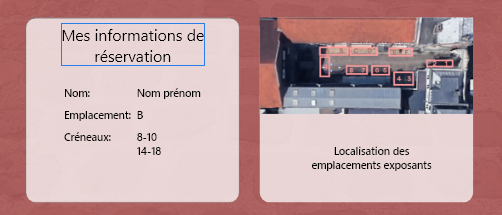 Mes informations de
réservation
Nom: Nom prénom
Emplacement: B
Créneaux: 8-10
14-18
Localisation des
emplacements exposants